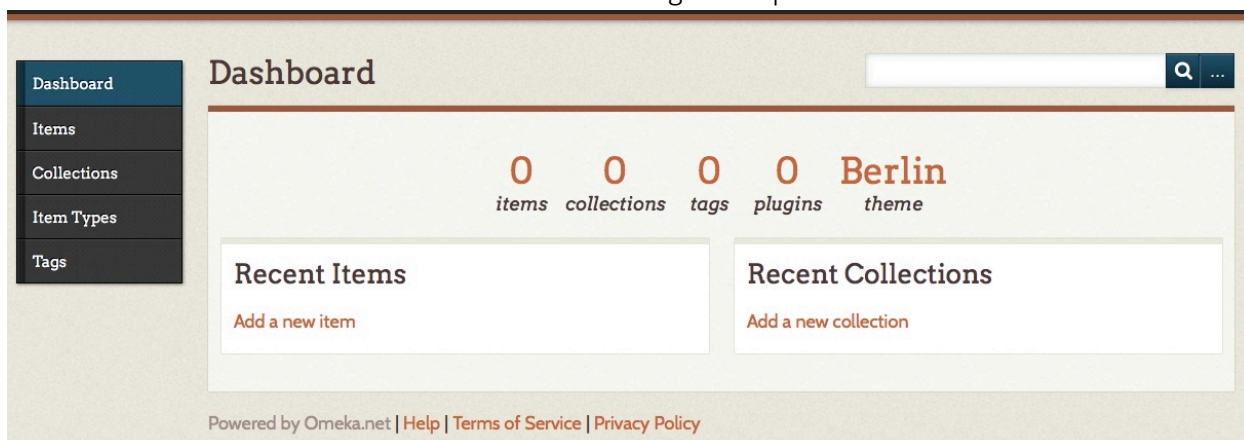 Dashboard
Items
Collections
Item Types
Tags
Dashboard
...
0 items
0 collections
0 tags
0 plugins
Berlin theme
Recent Items
Add a new item
Recent Collections
Add a new collection
Powered by Omeka.net | Help | Terms of Service | Privacy Policy